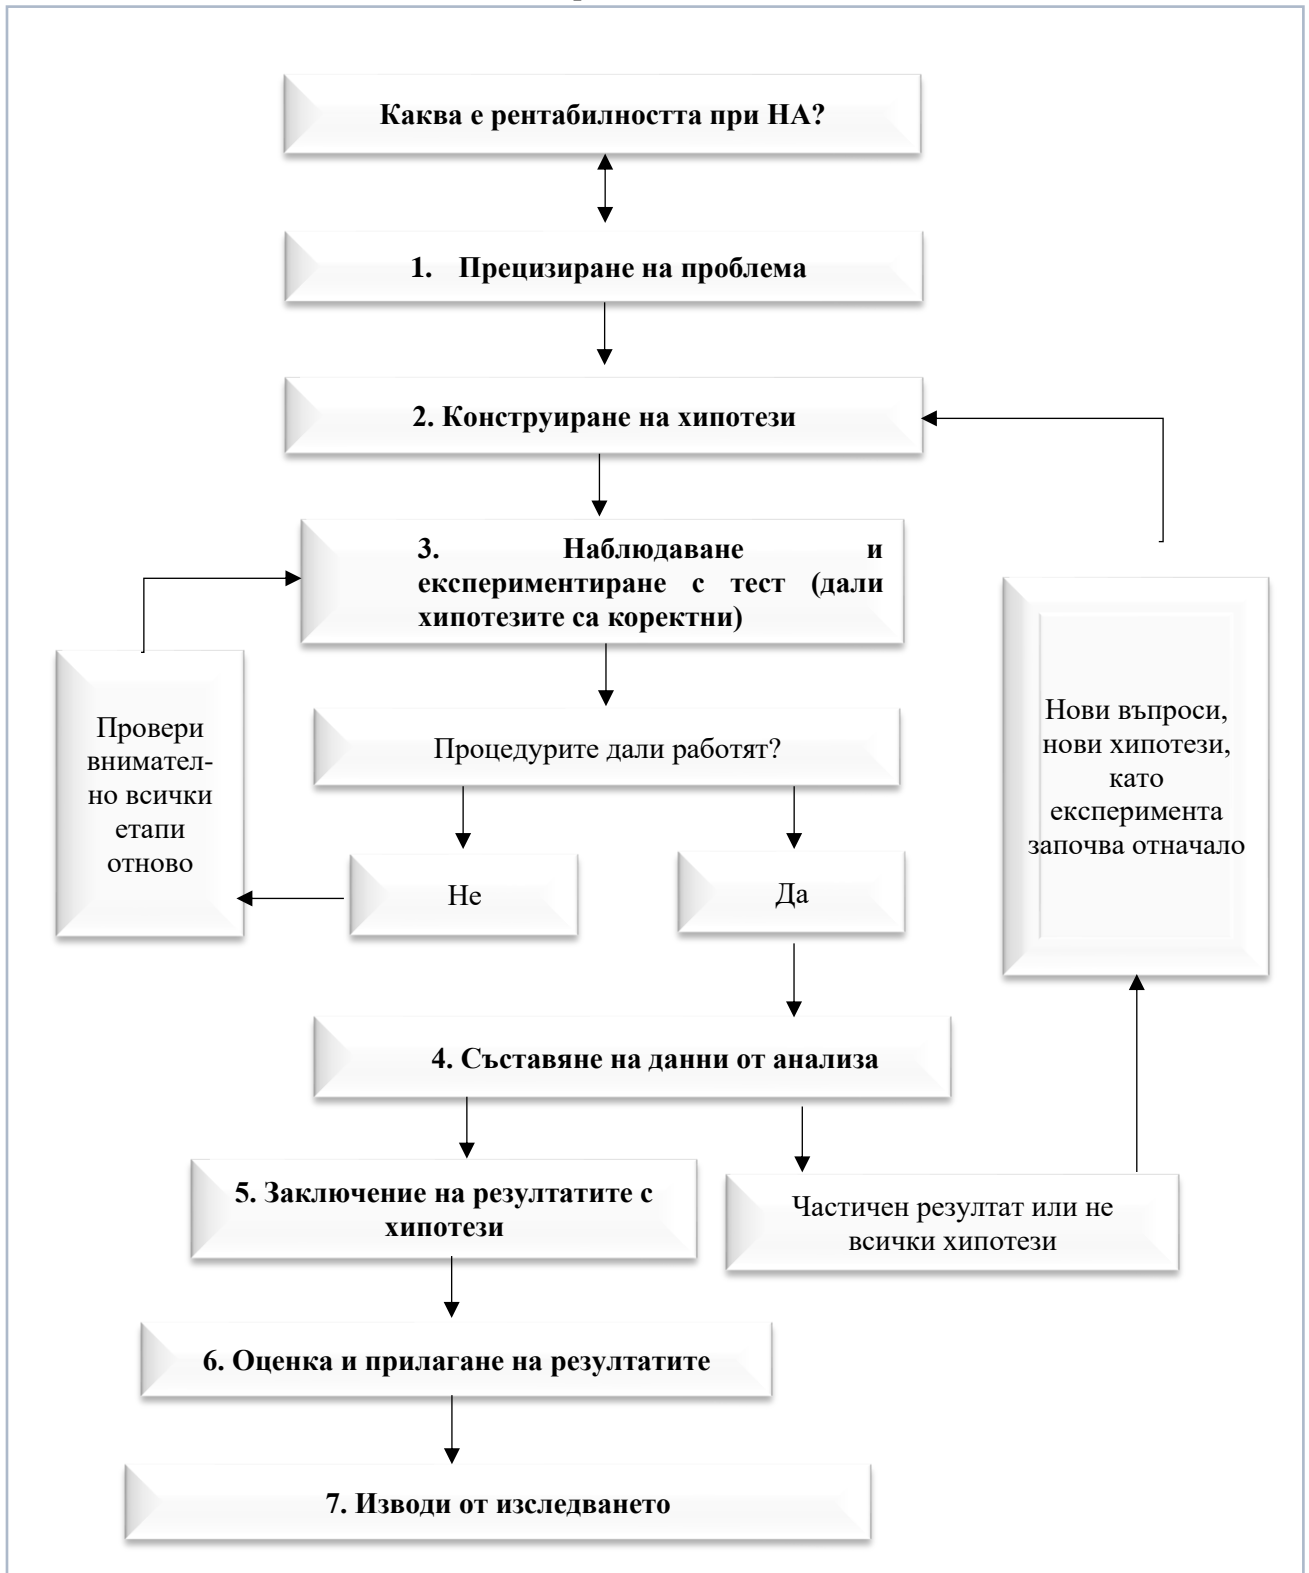 Каква е рентабилността при НА?
1. Прецизиране на проблема
2. Конструиране на хипотези
3. Наблюдаване и
експериментиране с тест (дали
хипотезите са коректни)
Процедурите дали работят?
Провери
внимател-
но всички
етапи
отново
Нови въпроси,
нови хипотези,
като
експеримента
започва отначало
Не
Да
4. Съставяне на данни от анализа
5. Заключение на резултатите с
хипотези
Частичен резултат или не
всички хипотези
6. Оценка и прилагане на резултатите
7. Изводи от изследването